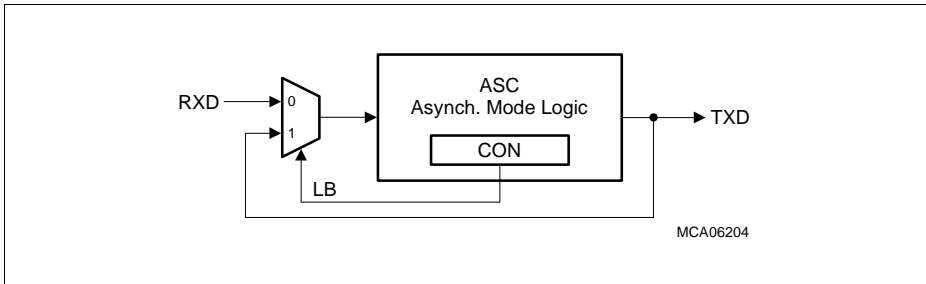 ASC
Asynch. Mode Logic
RXD
0
TXD
1
CON
LB
MCA06204